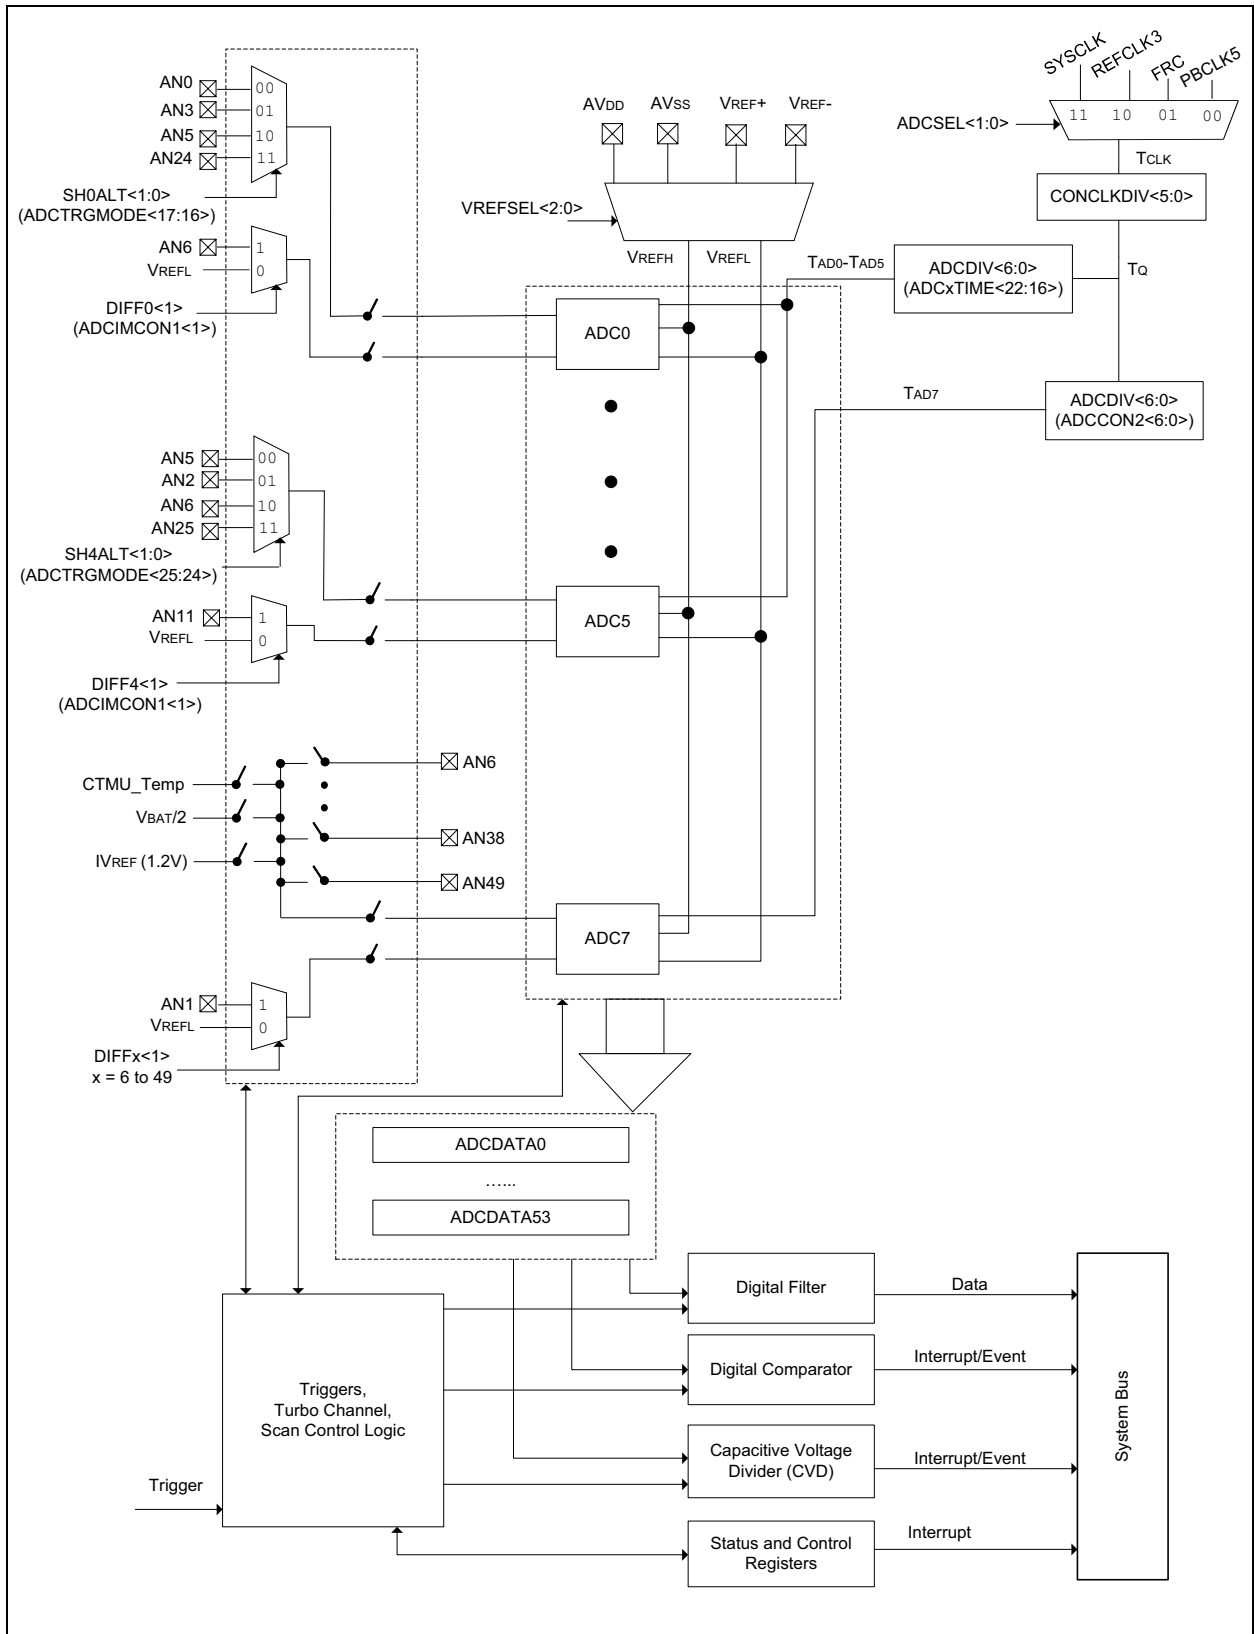 SYSCLK
REFCLK3
FRC
PBCLK5
11 10 01 00
ADCSEL<1:0>
TCLK
CONCLKDIV<5:0>
AN0
00
AN3
01
AN5
10
AN24
11
SH0ALT<1:0>
(ADCTRGMODE<17:16>)
AVDD
AVSS
VREF+
VREF-
VREFSEL<2:0>
VREFH
VREFL
AN6
1
VREFL
0
DIFF0<1>
(ADCIMCON1<1>)
TAD0-TAD5
ADCDIV<6:0>
(ADCxTIME<22:16>)
TQ
ADC0
TAD7
ADCDIV<6:0>
(ADCCON2<6:0>)
AN5
00
AN2
01
AN6
10
AN25
11
SH4ALT<1:0>
(ADCTRGMODE<25:24>)
AN11
1
VREFL
0
ADC5
DIFF4<1>
(ADCIMCON1<1>)
CTMU_Temp
AN6
VBAT/2
AN38
IVREF (1.2V)
AN49
ADC7
AN1
1
VREFL
0
DIFFx<1>
x = 6 to 49
ADCDATA0
......
ADCDATA53
Digital Filter
Data
Digital Comparator
Interrupt/Event
Triggers,
Turbo Channel,
Scan Control Logic
Capacitive Voltage
Divider (CVD)
Interrupt/Event
Trigger
Status and Control
Registers
Interrupt
System Bus